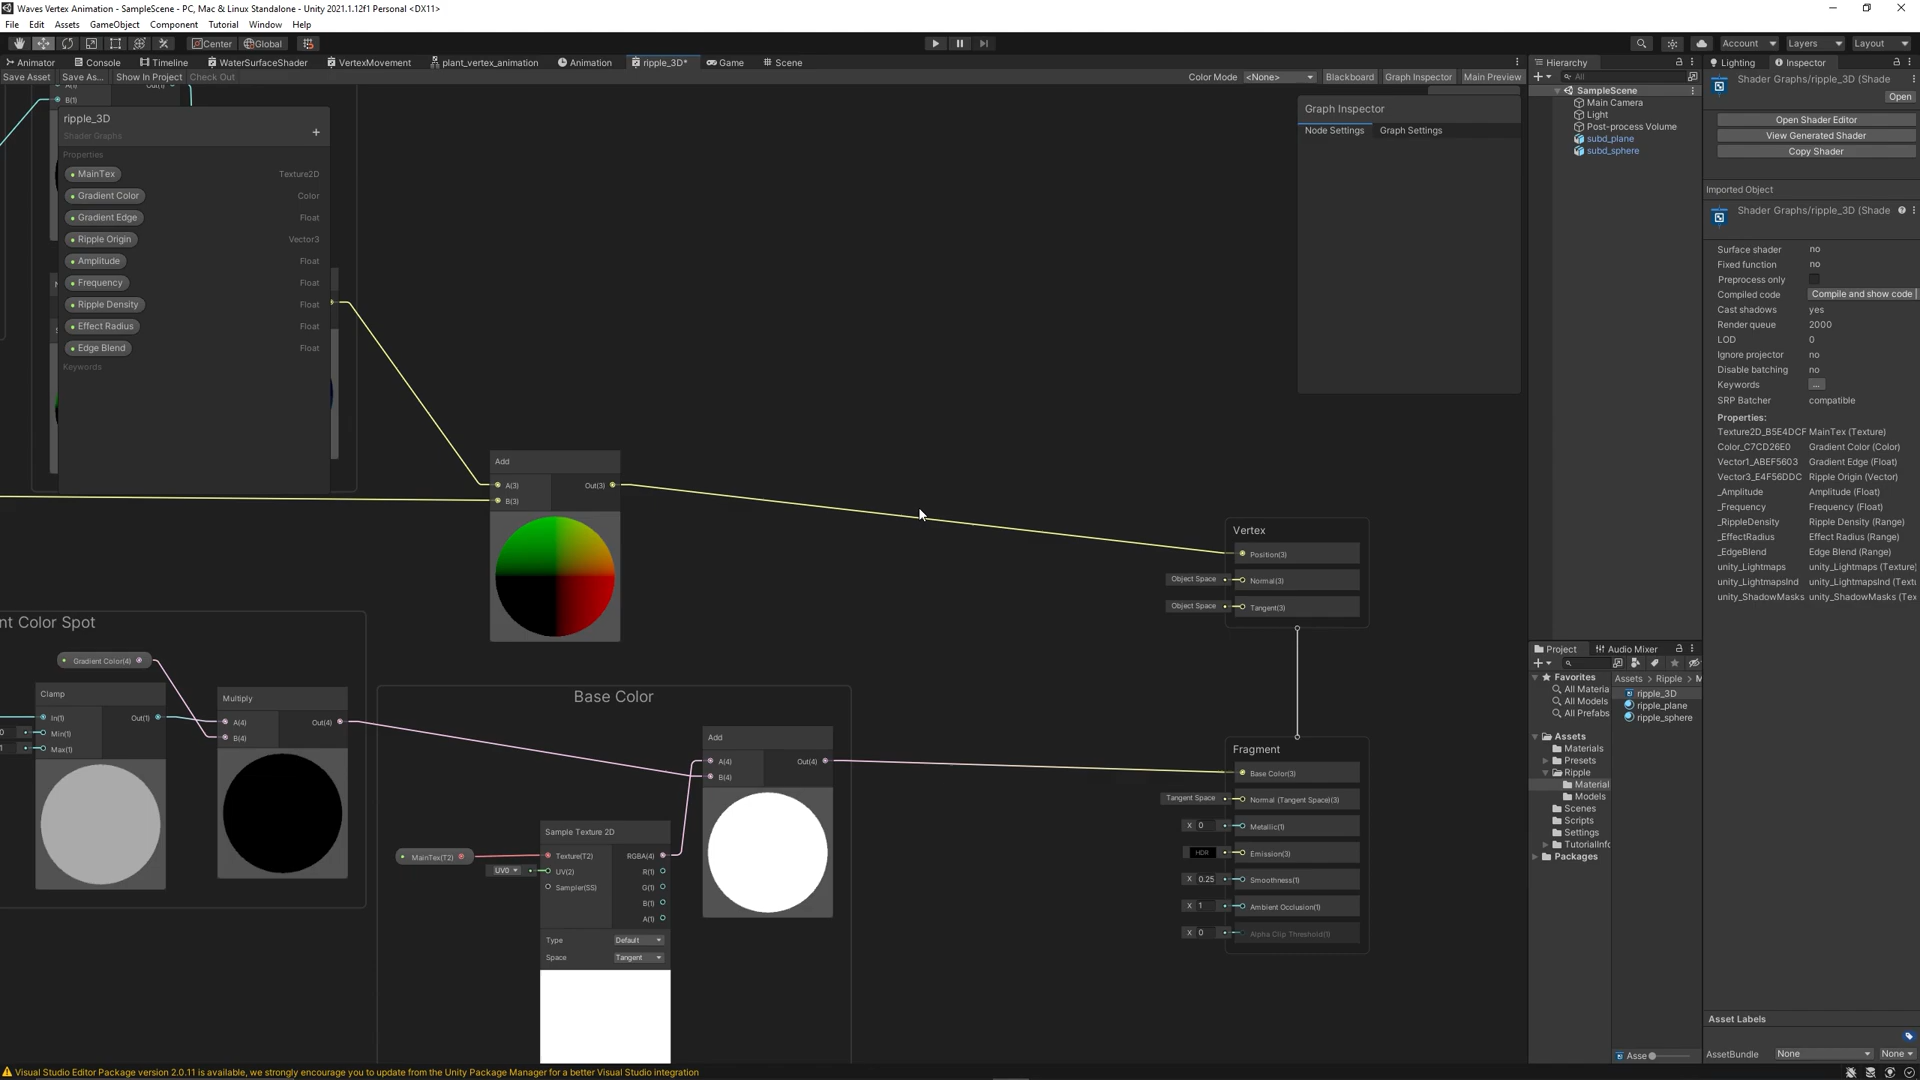 Waves Vertex Animation - SampleScene - PC, Mac & Linux Standalone - Unity 2021.1.12f1 Personal <DX11>
File Edit Assets GameObject Component Tutorial Window Help
Center Global Account Layers Layout
Animator Console Timeline WaterSurfaceShader VertexMovement plant_vertex_animation Animation ripple_3D* Game Scene
Save Asset Save As... Show In Project Check Out Color Mode <None> Blackboard Graph Inspector Main Preview
B(1)
ripple_3D
Shader Graphs
Properties
MainTex Texture2D
Gradient Color Color
Gradient Edge Float
Ripple Origin Vector3
Amplitude Float
Frequency Float
Ripple Density Float
Effect Radius Float
Edge Blend Float
Keywords
Graph Inspector
Node Settings Graph Settings
Add
A(3) Out(3)
B(3)
Vertex
Position(3)
Object Space Normal(3)
Object Space Tangent(3)
nt Color Spot
Gradient Color(4)
Clamp
In(1) Out(1)
0 Min(1)
1 Max(1)
Multiply
A(4) Out(4)
B(4)
Base Color
Add
A(4) Out(4)
B(4)
MainTex(T2)
Sample Texture 2D
Texture(T2) RGBA(4)
UV0 UV(2) R(1)
Sampler(SS) G(1)
B(1)
A(1)
Type Default
Space Tangent
Fragment
Base Color(3)
Tangent Space Normal (Tangent Space)(3)
X 0 Metallic(1)
HDR Emission(3)
X 0.25 Smoothness(1)
X 1 Ambient Occlusion(1)
X 0 Alpha Clip Threshold(1)
Hierarchy
All
SampleScene
Main Camera
Light
Post-process Volume
subd_plane
subd_sphere
Project Audio Mixer
Favorites
All Materia
All Models
All Prefabs
Assets
Materials
Presets
Ripple
Material
Models
Scenes
Scripts
Settings
TutorialInfo
Packages
Assets > Ripple > M
ripple_3D
ripple_plane
ripple_sphere
Asse
Lighting Inspector
Shader Graphs/ripple_3D (Shade
Open
Open Shader Editor
View Generated Shader
Copy Shader
Imported Object
Shader Graphs/ripple_3D (Shade
Surface shader no
Fixed function no
Preprocess only
Compiled code Compile and show code |
Cast shadows yes
Render queue 2000
LOD 0
Ignore projector no
Disable batching no
Keywords ...
SRP Batcher compatible
Properties:
Texture2D_B5E4DCF MainTex (Texture)
Color_C7CD26E0 Gradient Color (Color)
Vector1_ABEF5603 Gradient Edge (Float)
Vector3_E4F56DDC Ripple Origin (Vector)
_Amplitude Amplitude (Float)
_Frequency Frequency (Float)
_RippleDensity Ripple Density (Range)
_EffectRadius Effect Radius (Range)
_EdgeBlend Edge Blend (Range)
unity_Lightmaps unity_Lightmaps (Texture
unity_LightmapsInd unity_LightmapsInd (Textu
unity_ShadowMasks unity_ShadowMasks (Tex
Asset Labels
AssetBundle None None
Visual Studio Editor Package version 2.0.11 is available, we strongly encourage you to update from the Unity Package Manager for a better Visual Studio integration